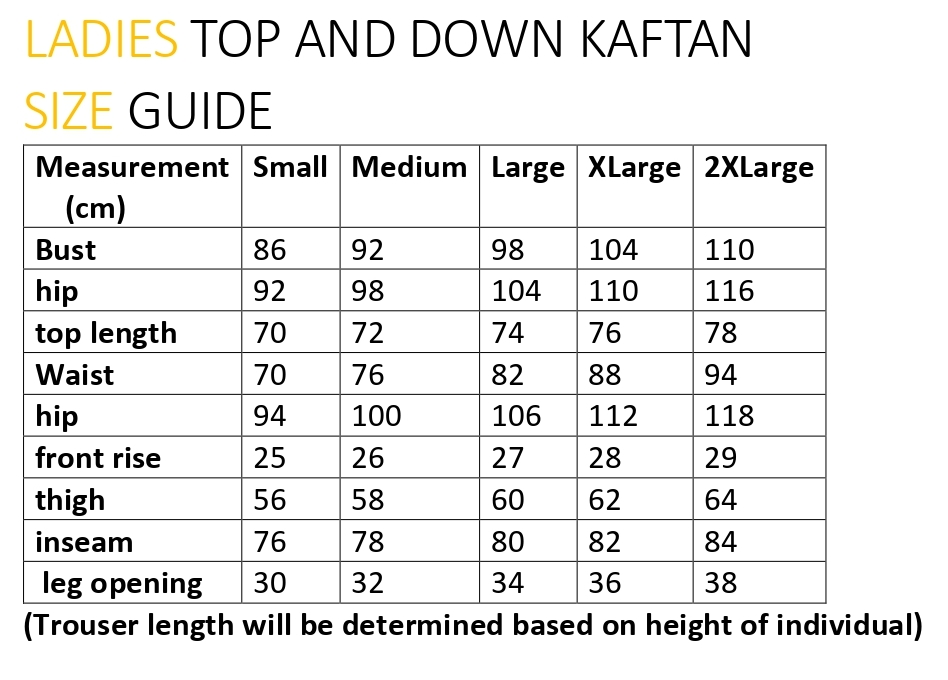 LADIES TOP AND DOWN KAFTAN
SIZE GUIDE
Measurement (cm) Small Medium Large XLarge 2XLarge
Bust 86 92 98 104 110
hip 92 98 104 110 116
top length 70 72 74 76 78
Waist 70 76 82 88 94
hip 94 100 106 112 118
front rise 25 26 27 28 29
thigh 56 58 60 62 64
inseam 76 78 80 82 84
leg opening 30 32 34 36 38
(Trouser length will be determined based on height of individual)